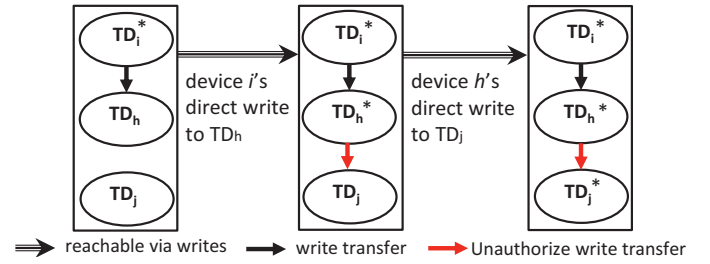 TDi* TDi* TDi*
device i's device h's
direct write direct write
to TDh to TDj
TDh TDh* TDh*
TDj TDj TDj*
reachable via writes write transfer Unauthorize write transfer